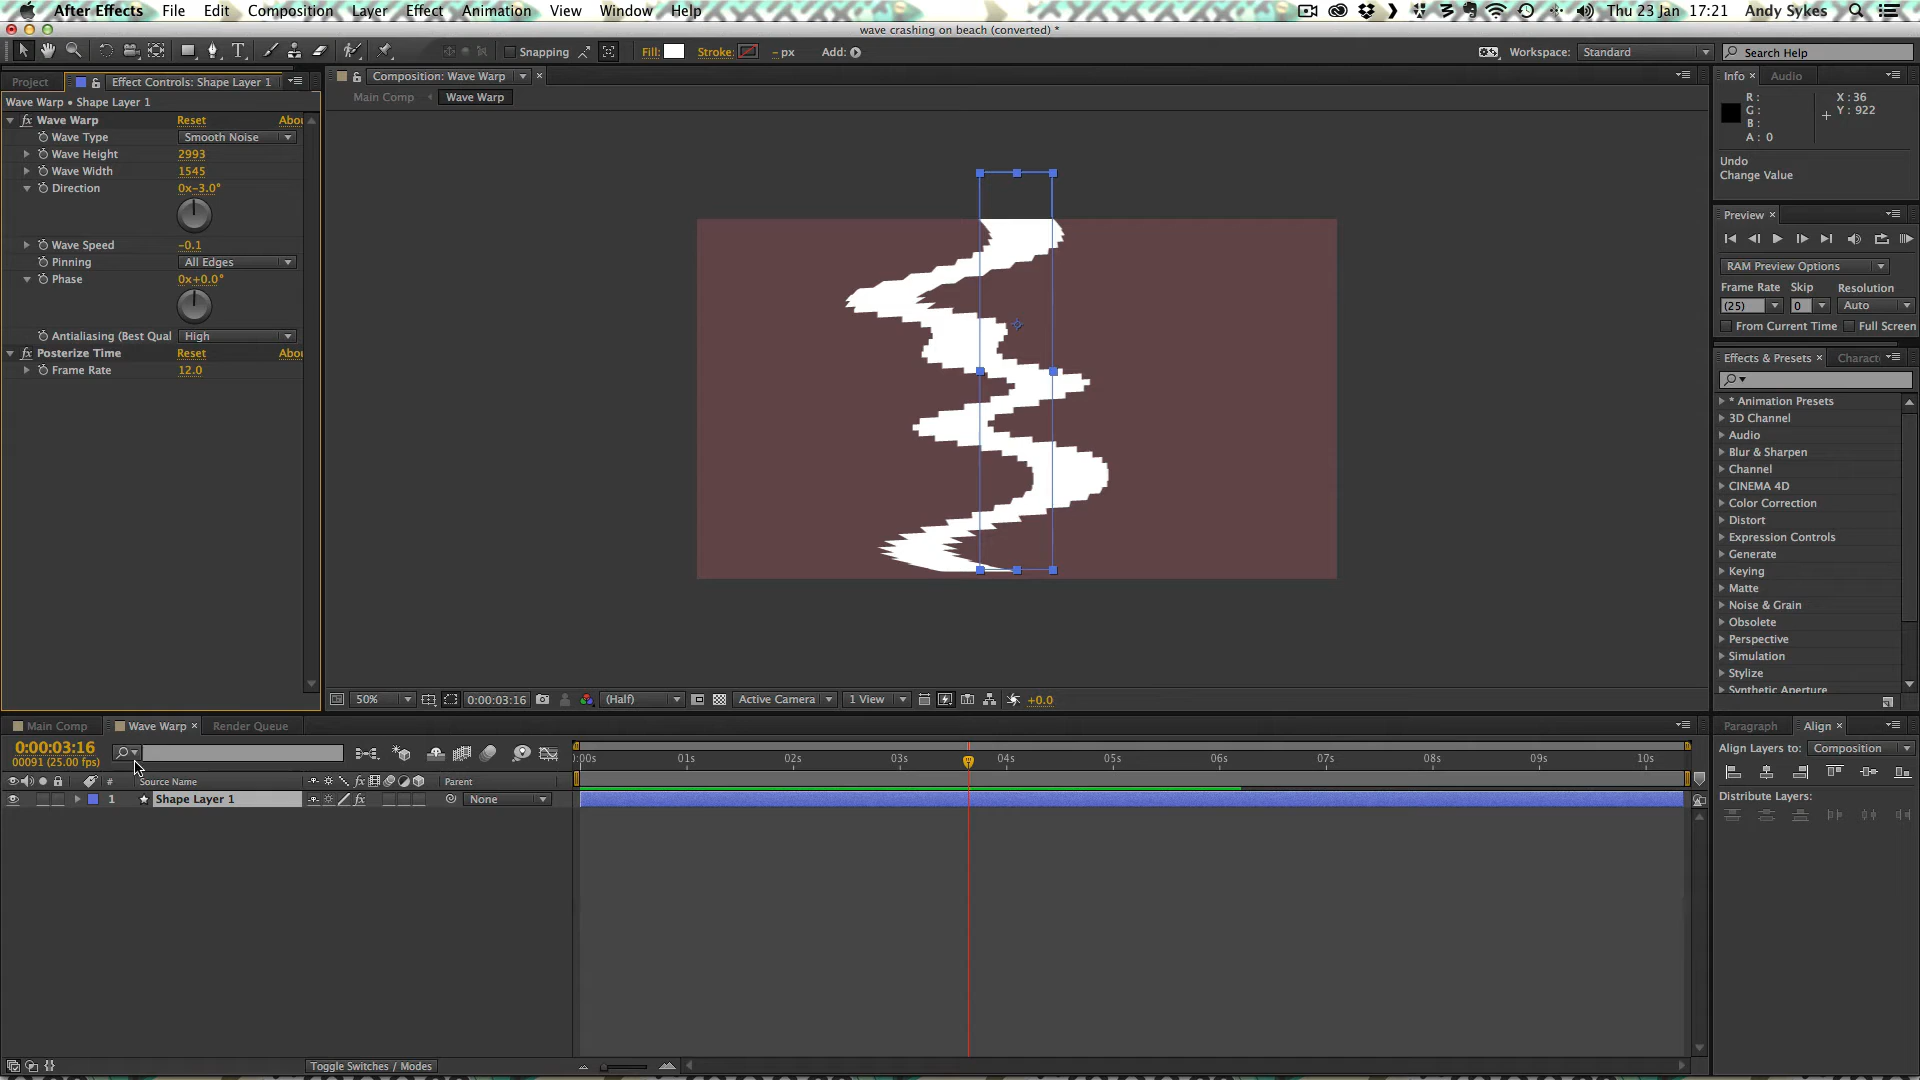 After Effects File Edit Composition Layer Effect Animation View Window Help Thu 23 Jan 17:21 Andy Sykes
wave crashing on beach (converted) *
Snapping Fill: Stroke: - px Add: Workspace: Standard Search Help
Project Effect Controls: Shape Layer 1
Wave Warp • Shape Layer 1
fx Wave Warp Reset Abou
Wave Type Smooth Noise
Wave Height 2993
Wave Width 1545
Direction 0x-3.0°
Wave Speed -0.1
Pinning All Edges
Phase 0x+0.0°
Antialiasing (Best Qual High
fx Posterize Time Reset Abou
Frame Rate 12.0
Composition: Wave Warp
Main Comp Wave Warp
50% 0:00:03:16 (Half) Active Camera 1 View +0.0
Info Audio
R : X : 36
G : Y : 922
B :
A : 0
Undo
Change Value
Preview
RAM Preview Options
Frame Rate Skip Resolution
(25) 0 Auto
From Current Time Full Screen
Effects & Presets Charact
* Animation Presets
3D Channel
Audio
Blur & Sharpen
Channel
CINEMA 4D
Color Correction
Distort
Expression Controls
Generate
Keying
Matte
Noise & Grain
Obsolete
Perspective
Simulation
Stylize
Synthetic Aperture
Main Comp Wave Warp Render Queue
0:00:03:16
00091 (25.00 fps)
# Source Name fx Parent
1 Shape Layer 1 fx None
:00s 01s 02s 03s 04s 05s 06s 07s 08s 09s 10s
Toggle Switches / Modes
Paragraph Align
Align Layers to: Composition
Distribute Layers: